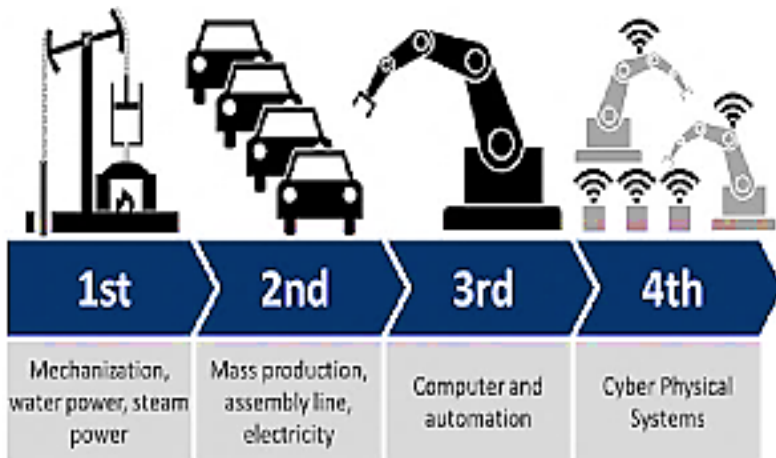 1st
2nd
3rd
4th
Mechanization,
water power, steam
power
Mass production,
assembly line,
electricity
Computer and
automation
Cyber Physical
Systems